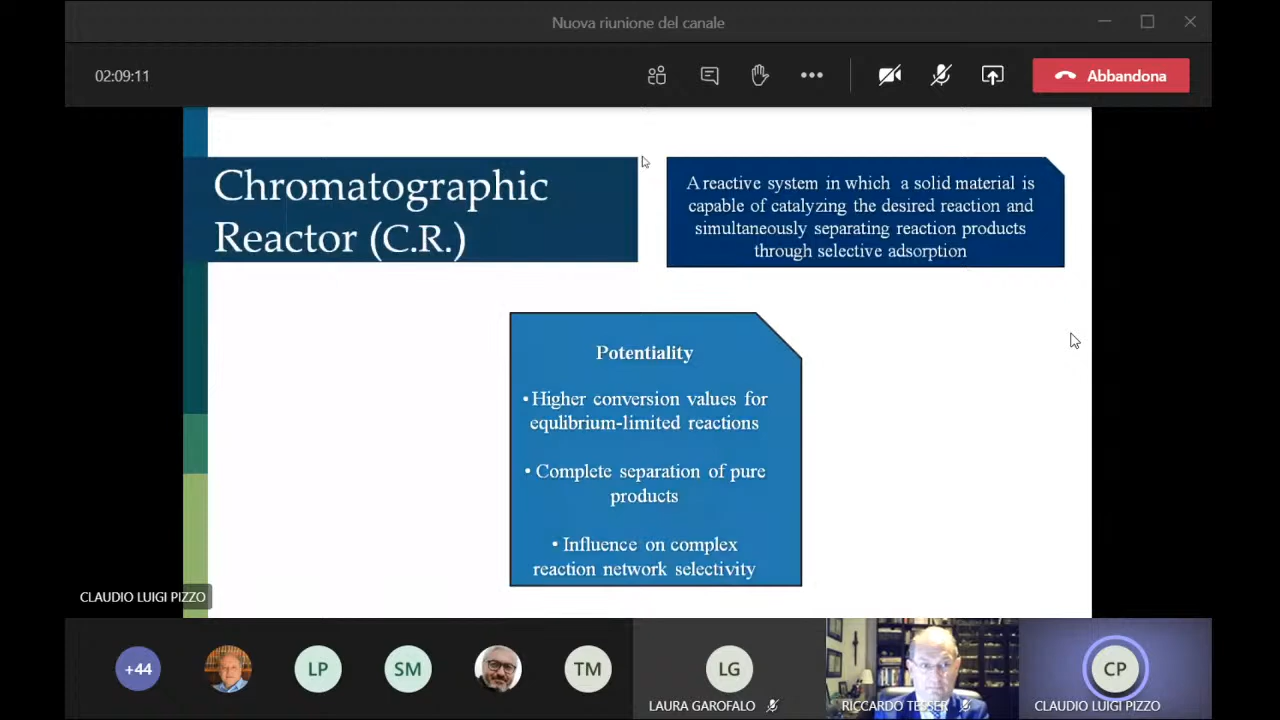 Nuova riunione del canale
02:09:11
Abbandona
Chromatographic
Reactor (C.R.)
A reactive system in which a solid material is
capable of catalyzing the desired reaction and
simultaneously separating reaction products
through selective adsorption
Potentiality
• Higher conversion values for
equlibrium-limited reactions
• Complete separation of pure
products
• Influence on complex
reaction network selectivity
CLAUDIO LUIGI PIZZO
+44
LP
SM
TM
LG
CP
LAURA GAROFALO
RICCARDO TESSER
CLAUDIO LUIGI PIZZO